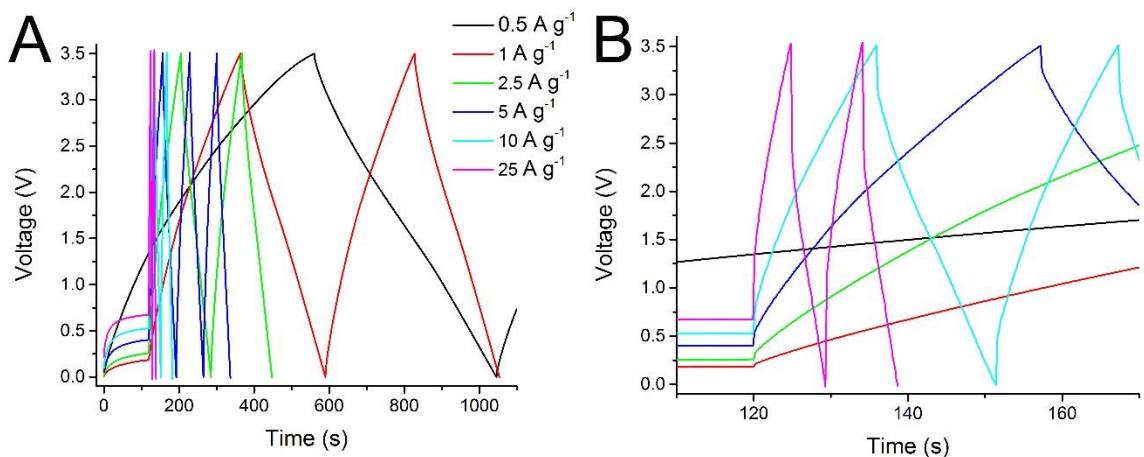 A
0.5 A g⁻¹
1 A g⁻¹
2.5 A g⁻¹
5 A g⁻¹
10 A g⁻¹
25 A g⁻¹
3.5
3.0
2.5
2.0
1.5
1.0
0.5
0.0
Voltage (V)
0 200 400 600 800 1000
Time (s)
B
3.5
3.0
2.5
2.0
1.5
1.0
0.5
0.0
Voltage (V)
120 140 160
Time (s)